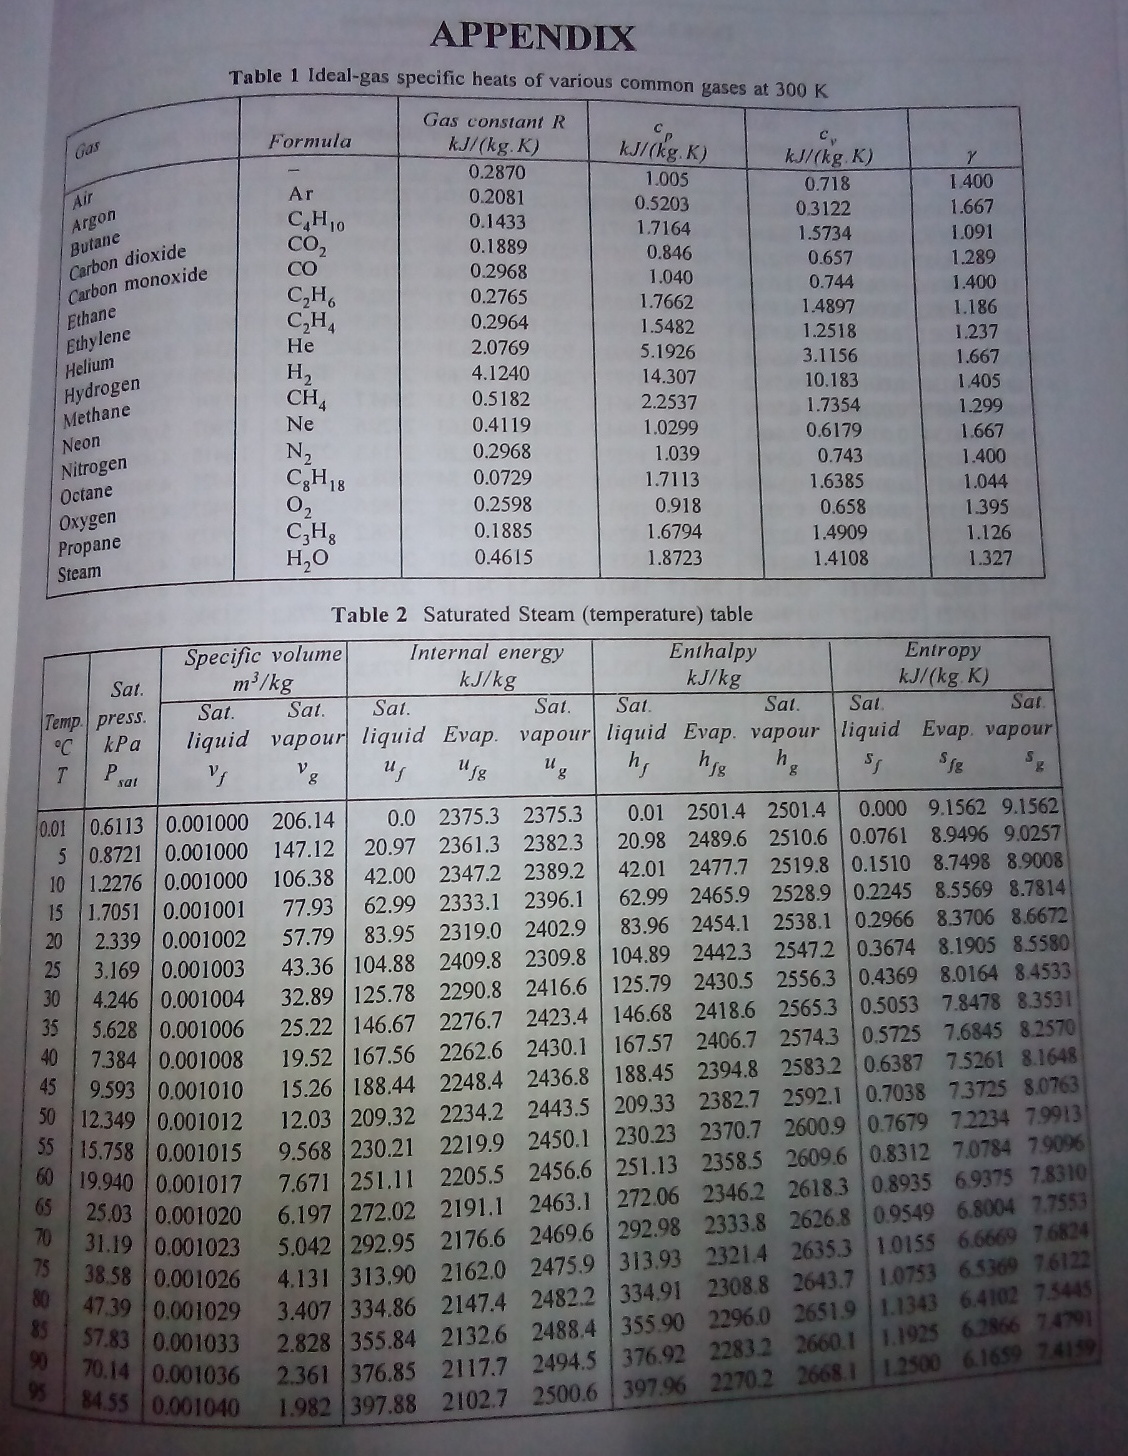 APPENDIX
Table 1 Ideal-gas specific heats of various common gases at 300 K
Gas Formula Gas constant R kJ/(kg.K) c_p kJ/(kg.K) c_v kJ/(kg.K) γ
Air – 0.2870 1.005 0.718 1.400
Argon Ar 0.2081 0.5203 0.3122 1.667
Butane C₄H₁₀ 0.1433 1.7164 1.5734 1.091
Carbon dioxide CO₂ 0.1889 0.846 0.657 1.289
Carbon monoxide CO 0.2968 1.040 0.744 1.400
Ethane C₂H₆ 0.2765 1.7662 1.4897 1.186
Ethylene C₂H₄ 0.2964 1.5482 1.2518 1.237
Helium He 2.0769 5.1926 3.1156 1.667
Hydrogen H₂ 4.1240 14.307 10.183 1.405
Methane CH₄ 0.5182 2.2537 1.7354 1.299
Neon Ne 0.4119 1.0299 0.6179 1.667
Nitrogen N₂ 0.2968 1.039 0.743 1.400
Octane C₈H₁₈ 0.0729 1.7113 1.6385 1.044
Oxygen O₂ 0.2598 0.918 0.658 1.395
Propane C₃H₈ 0.1885 1.6794 1.4909 1.126
Steam H₂O 0.4615 1.8723 1.4108 1.327
Table 2 Saturated Steam (temperature) table
Specific volume Internal energy Enthalpy Entropy
m³/kg kJ/kg kJ/kg kJ/(kg.K)
Sat. Sat. Sat. Sat. Sat. Sat. Sat. Sat. Sat.
Temp. press. liquid vapour liquid Evap. vapour liquid Evap. vapour liquid Evap. vapour
°C kPa
T P_sat v_f v_g u_f u_fg u_g h_f h_fg h_g s_f s_fg s_g
0.01 0.6113 0.001000 206.14 0.0 2375.3 2375.3 0.01 2501.4 2501.4 0.000 9.1562 9.1562
5 0.8721 0.001000 147.12 20.97 2361.3 2382.3 20.98 2489.6 2510.6 0.0761 8.9496 9.0257
10 1.2276 0.001000 106.38 42.00 2347.2 2389.2 42.01 2477.7 2519.8 0.1510 8.7498 8.9008
15 1.7051 0.001001 77.93 62.99 2333.1 2396.1 62.99 2465.9 2528.9 0.2245 8.5569 8.7814
20 2.339 0.001002 57.79 83.95 2319.0 2402.9 83.96 2454.1 2538.1 0.2966 8.3706 8.6672
25 3.169 0.001003 43.36 104.88 2409.8 2309.8 104.89 2442.3 2547.2 0.3674 8.1905 8.5580
30 4.246 0.001004 32.89 125.78 2290.8 2416.6 125.79 2430.5 2556.3 0.4369 8.0164 8.4533
35 5.628 0.001006 25.22 146.67 2276.7 2423.4 146.68 2418.6 2565.3 0.5053 7.8478 8.3531
40 7.384 0.001008 19.52 167.56 2262.6 2430.1 167.57 2406.7 2574.3 0.5725 7.6845 8.2570
45 9.593 0.001010 15.26 188.44 2248.4 2436.8 188.45 2394.8 2583.2 0.6387 7.5261 8.1648
50 12.349 0.001012 12.03 209.32 2234.2 2443.5 209.33 2382.7 2592.1 0.7038 7.3725 8.0763
55 15.758 0.001015 9.568 230.21 2219.9 2450.1 230.23 2370.7 2600.9 0.7679 7.2234 7.9913
60 19.940 0.001017 7.671 251.11 2205.5 2456.6 251.13 2358.5 2609.6 0.8312 7.0784 7.9096
65 25.03 0.001020 6.197 272.02 2191.1 2463.1 272.06 2346.2 2618.3 0.8935 6.9375 7.8310
70 31.19 0.001023 5.042 292.95 2176.6 2469.6 292.98 2333.8 2626.8 0.9549 6.8004 7.7553
75 38.58 0.001026 4.131 313.90 2162.0 2475.9 313.93 2321.4 2635.3 1.0155 6.6669 7.6824
80 47.39 0.001029 3.407 334.86 2147.4 2482.2 334.91 2308.8 2643.7 1.0753 6.5369 7.6122
85 57.83 0.001033 2.828 355.84 2132.6 2488.4 355.90 2296.0 2651.9 1.1343 6.4102 7.5445
90 70.14 0.001036 2.361 376.85 2117.7 2494.5 376.92 2283.2 2660.1 1.1925 6.2866 7.4791
95 84.55 0.001040 1.982 397.88 2102.7 2500.6 397.96 2270.2 2668.1 1.2500 6.1659 7.4159